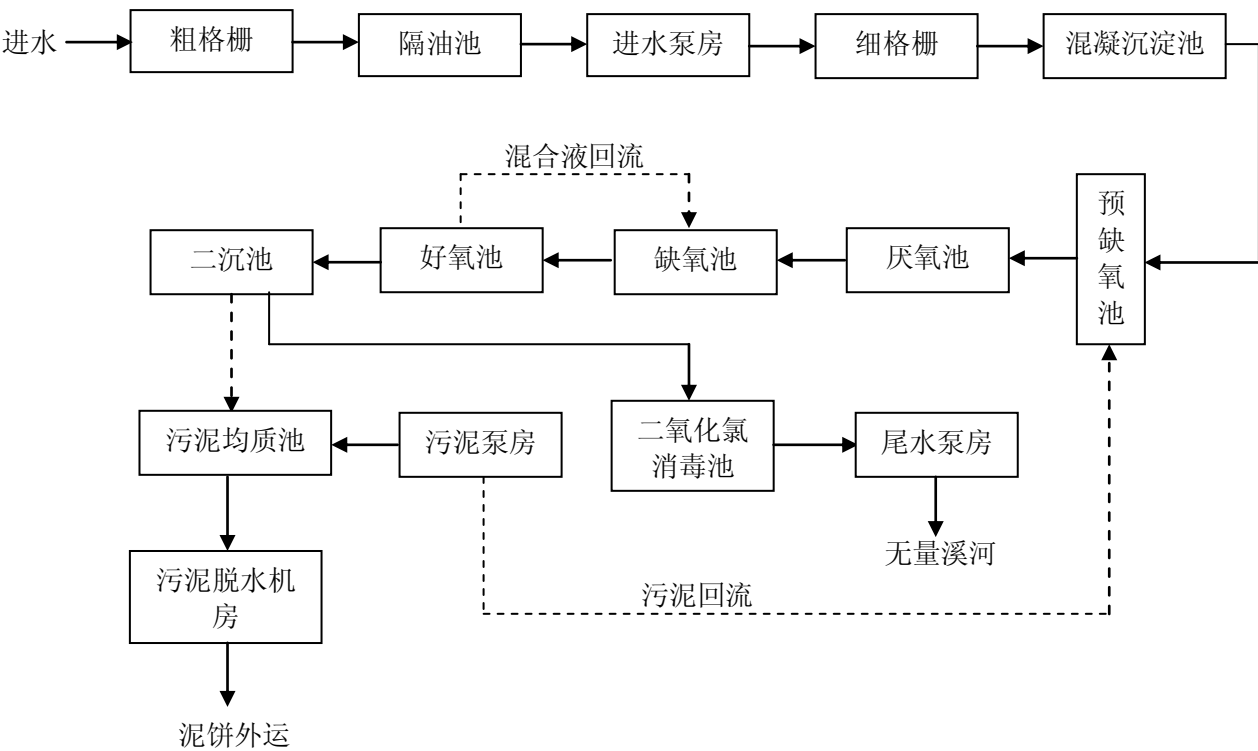 进水
粗格栅
隔油池
进水泵房
细格栅
混凝沉淀池
混合液回流
二沉池
好氧池
缺氧池
厌氧池
预
缺
氧
池
污泥均质池
污泥泵房
二氧化氯
消毒池
尾水泵房
无量溪河
污泥脱水机
房
污泥回流
泥饼外运